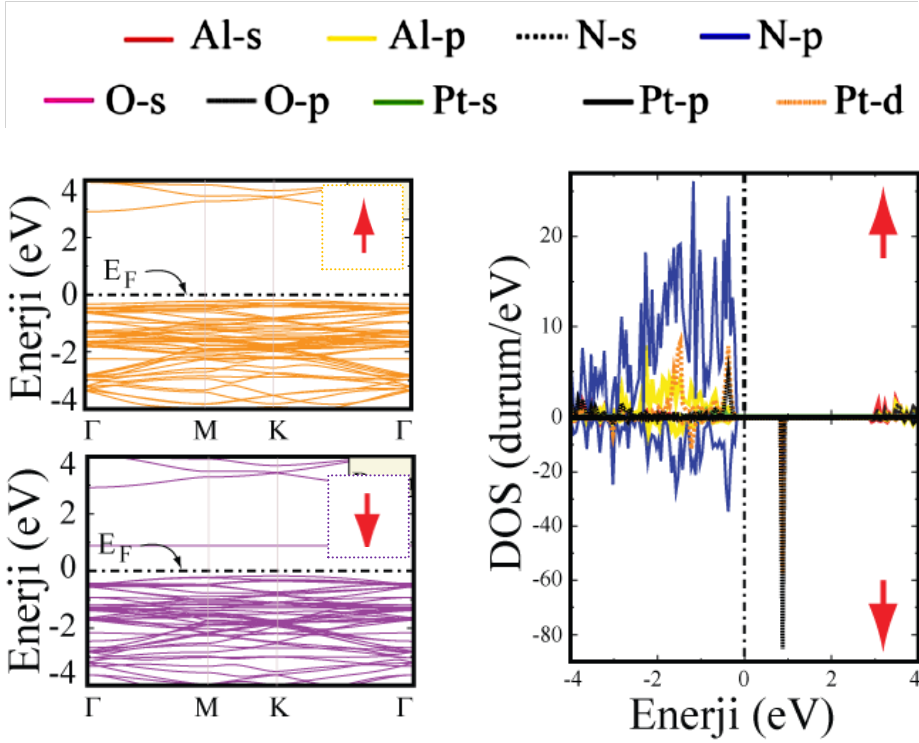 Al-s Al-p N-s N-p
O-s O-p Pt-s Pt-p Pt-d
Enerji (eV)
4
2
0
-2
-4
E_F
Γ M K Γ
Enerji (eV)
4
2
0
-2
-4
E_F
Γ M K Γ
DOS (durum/eV)
20
10
0
-20
-40
-60
-80
-4 -2 0 2 4
Enerji (eV)